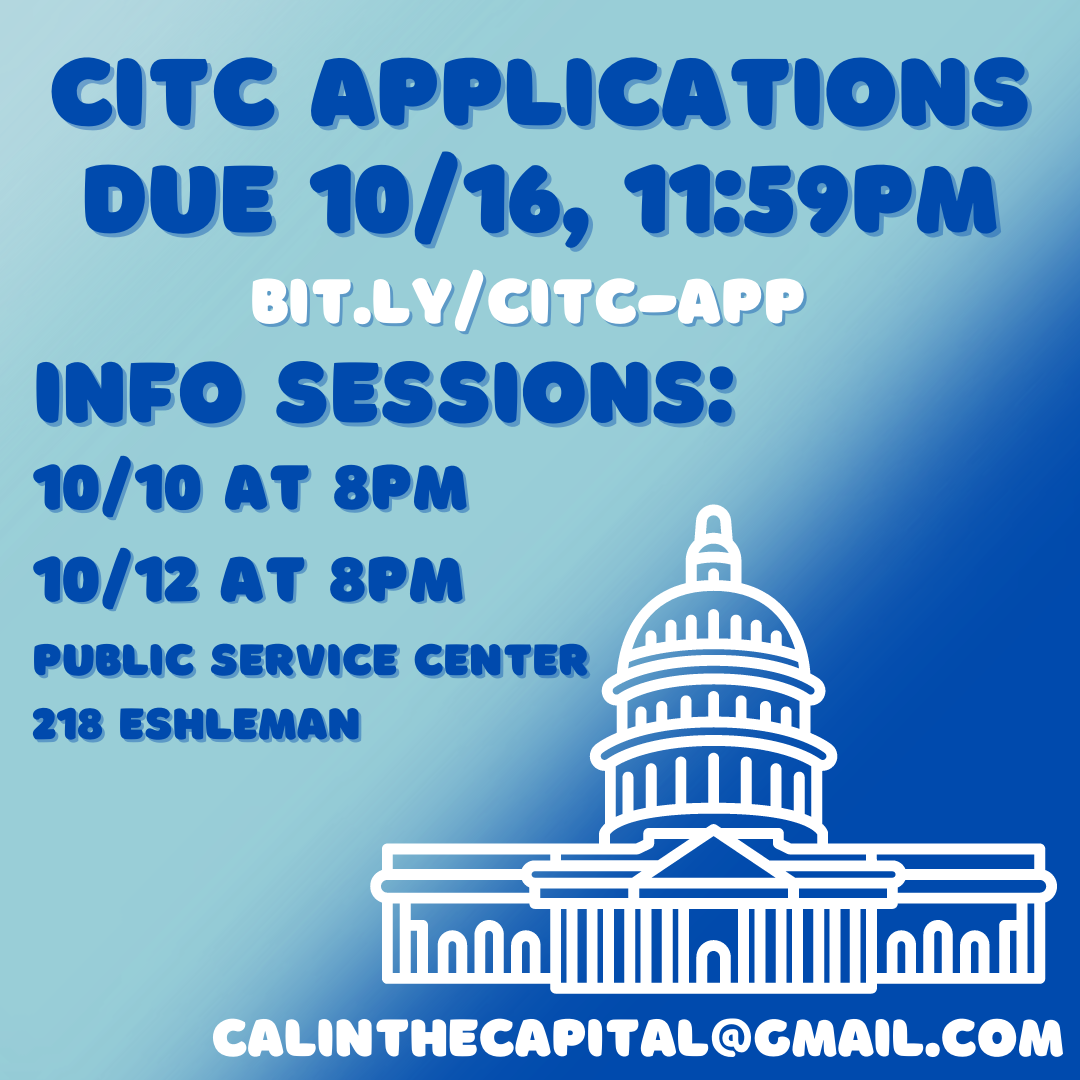 CITC APPLICATIONS
DUE 10/16, 11:59PM
BIT.LY/CITC-APP
INFO SESSIONS:
10/10 AT 8PM
10/12 AT 8PM
PUBLIC SERVICE CENTER
218 ESHLEMAN
CALINTHECAPITAL@GMAIL.COM